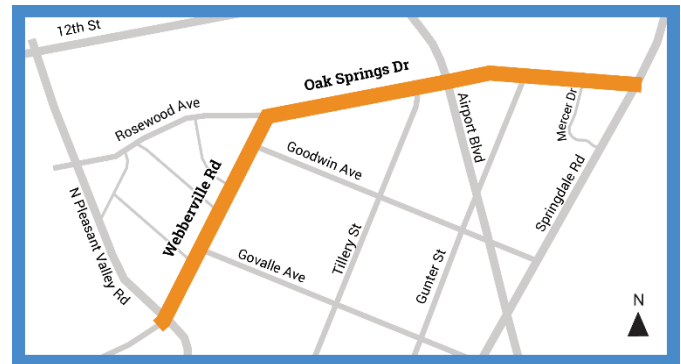 12th St
Oak Springs Dr
Rosewood Ave
Airport Blvd
Mercer Dr
Goodwin Ave
N Pleasant Valley Rd
Webberville Rd
Springdale Rd
Tillery St
Gunter St
Govalle Ave
N